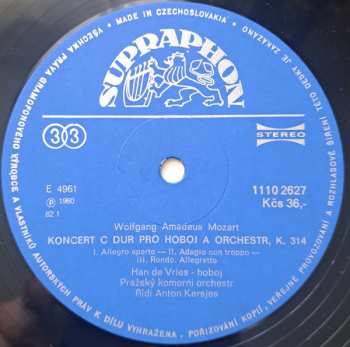 MADE IN CZECHOSLOVAKIA · VŠECHNA PRÁVA GRAMOFONOVÉHO VÝROBCE A VLASTNÍKŮ AUTORSKÝCH PRÁV K DÍLU VYHRAZENA. POŘIZOVÁNÍ KOPIÍ, VEŘEJNÉ PROVOZOVÁNÍ A ROZHLASOVÉ ŠÍŘENÍ TÉTO DESKY JE ZAKÁZÁNO
SUPRAPHON
33
STEREO
E 4961
℗ 1980
82 1
1110 2627
Kčs 36,-
Wolfgang Amadeus Mozart
KONCERT C DUR PRO HOBOJ A ORCHESTR, K. 314
I. Allegro aperto — II. Adagio non troppo —
III. Rondo. Allegretto
Han de Vries - hoboj
Pražský komorní orchestr
Řídí Anton Kersjes